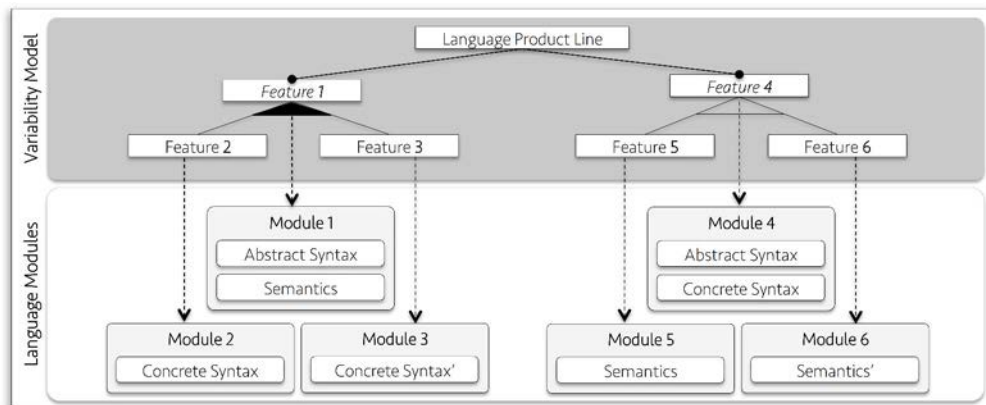 Variability Model
Language Product Line
Feature 1
Feature 4
Feature 2
Feature 3
Feature 5
Feature 6
Language Modules
Module 1
Abstract Syntax
Semantics
Module 4
Abstract Syntax
Concrete Syntax
Module 2
Concrete Syntax
Module 3
Concrete Syntax'
Module 5
Semantics
Module 6
Semantics'